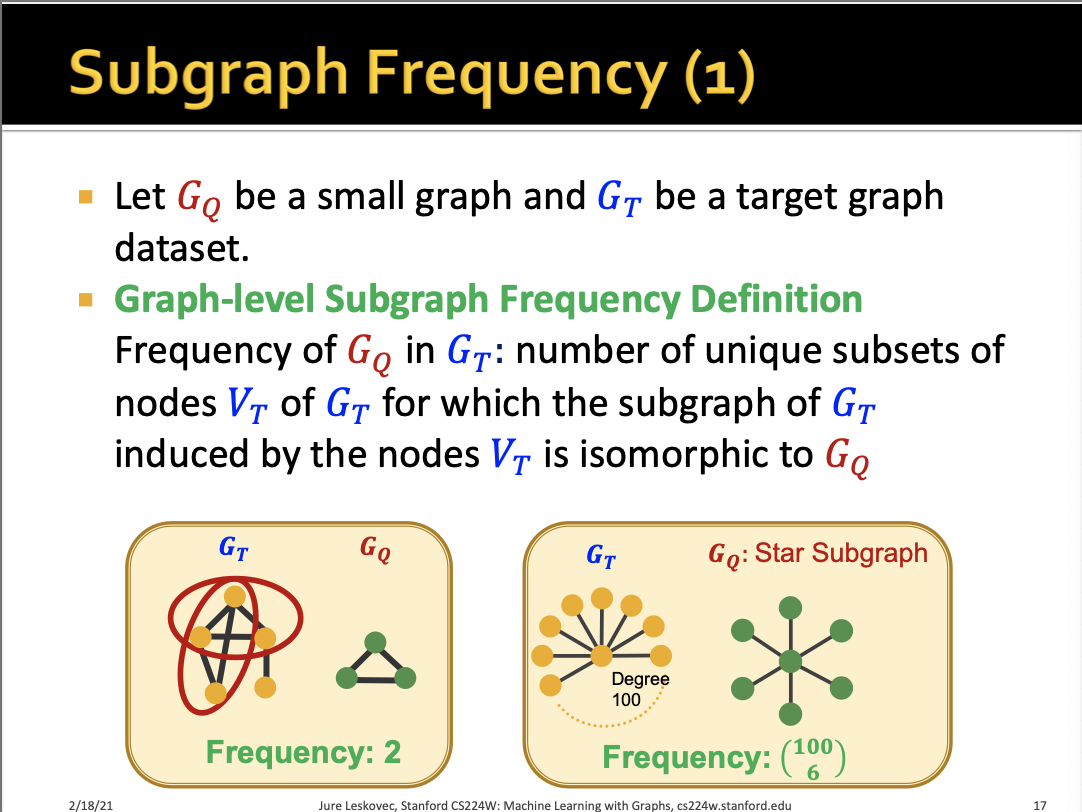 Subgraph Frequency (1)
Let G_Q be a small graph and G_T be a target graph
dataset.
Graph-level Subgraph Frequency Definition
Frequency of G_Q in G_T: number of unique subsets of
nodes V_T of G_T for which the subgraph of G_T
induced by the nodes V_T is isomorphic to G_Q
G_T G_Q
Frequency: 2
G_T G_Q: Star Subgraph
Degree
100
Frequency: (100 6)
2/18/21 Jure Leskovec, Stanford CS224W: Machine Learning with Graphs, cs224w.stanford.edu 17